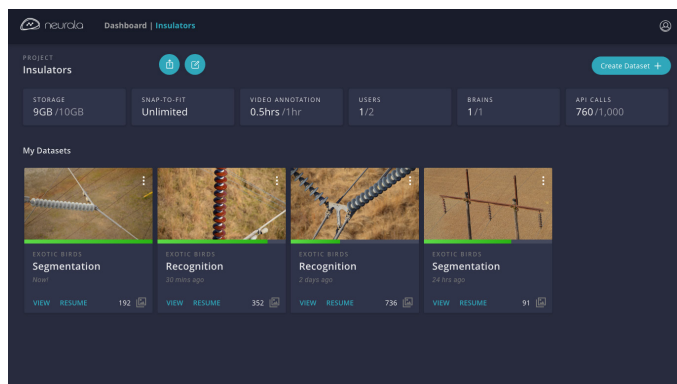 neurala
Dashboard | Insulators
PROJECT
Insulators
Create Dataset +
STORAGE
9GB /10GB
SNAP-TO-FIT
Unlimited
VIDEO ANNOTATION
0.5hrs /1hr
USERS
1/2
BRAINS
1/1
API CALLS
760/1,000
My Datasets
EXOTIC BIRDS
Segmentation
Now!
VIEW RESUME 192
EXOTIC BIRDS
Recognition
30 mins ago
VIEW RESUME 352
EXOTIC BIRDS
Recognition
2 days ago
VIEW RESUME 736
EXOTIC BIRDS
Segmentation
24 hrs ago
VIEW RESUME 91